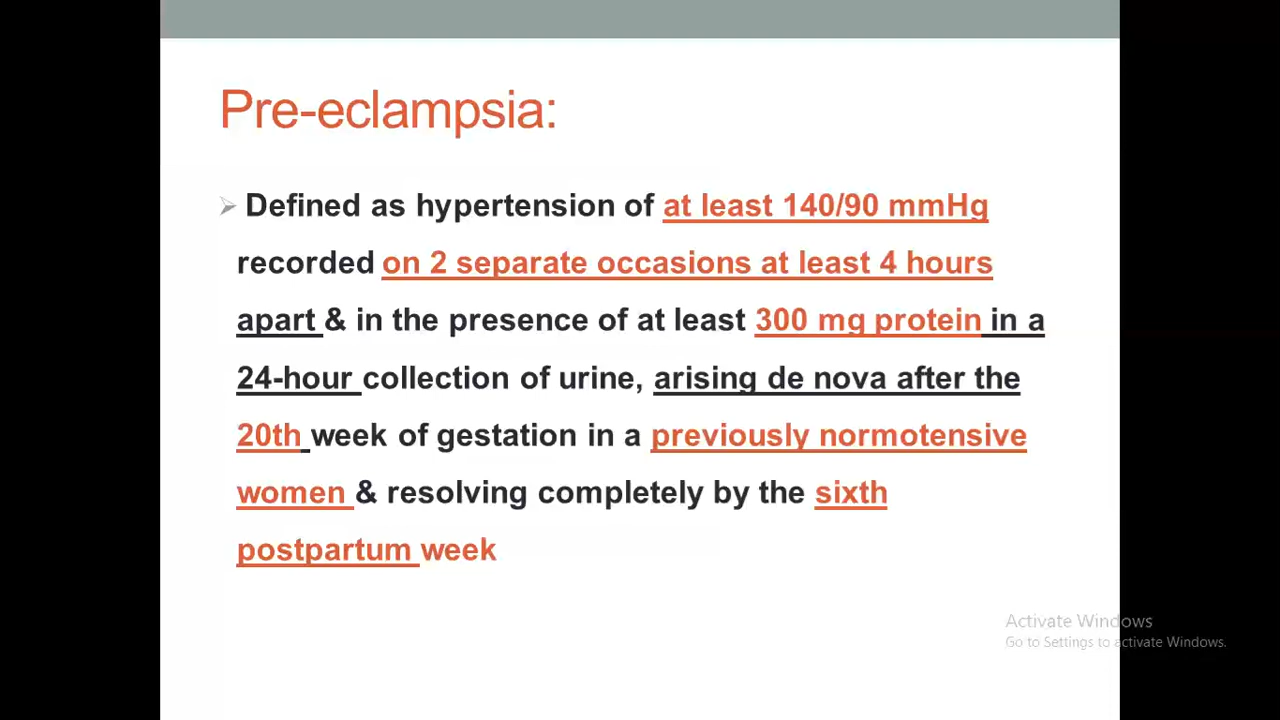 Pre-eclampsia:
➢ Defined as hypertension of at least 140/90 mmHg
recorded on 2 separate occasions at least 4 hours
apart & in the presence of at least 300 mg protein in a
24-hour collection of urine, arising de nova after the
20th week of gestation in a previously normotensive
women & resolving completely by the sixth
postpartum week
Activate Windows
Go to Settings to activate Windows.